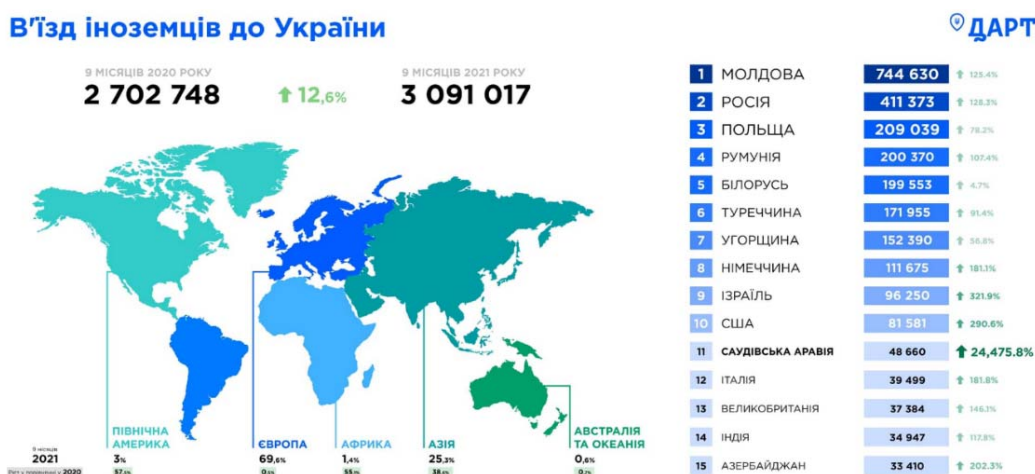 В'їзд іноземців до України
ДАРТ
9 МІСЯЦІВ 2020 РОКУ
2 702 748
12,6%
9 МІСЯЦІВ 2021 РОКУ
3 091 017
1 МОЛДОВА 744 630 125.4%
2 РОСІЯ 411 373 128.3%
3 ПОЛЬЩА 209 039 78.2%
4 РУМУНІЯ 200 370 107.4%
5 БІЛОРУСЬ 199 553 4.7%
6 ТУРЕЧЧИНА 171 955 91.4%
7 УГОРЩИНА 152 390 58.8%
8 НІМЕЧЧИНА 111 675 181.1%
9 ІЗРАЇЛЬ 96 250 321.9%
10 США 81 581 290.6%
11 САУДІВСЬКА АРАВІЯ 48 660 24,475.8%
12 ІТАЛІЯ 39 499 181.8%
13 ВЕЛИКОБРИТАНІЯ 37 384 146.1%
14 ІНДІЯ 34 947 117.8%
15 АЗЕРБАЙДЖАН 33 410 202.3%
ПІВНІЧНА
АМЕРИКА
ЄВРОПА
АФРИКА
АЗІЯ
АВСТРАЛІЯ
ТА ОКЕАНІЯ
9 місяців
2021 3% 69,6% 1,4% 25,3% 0,6%